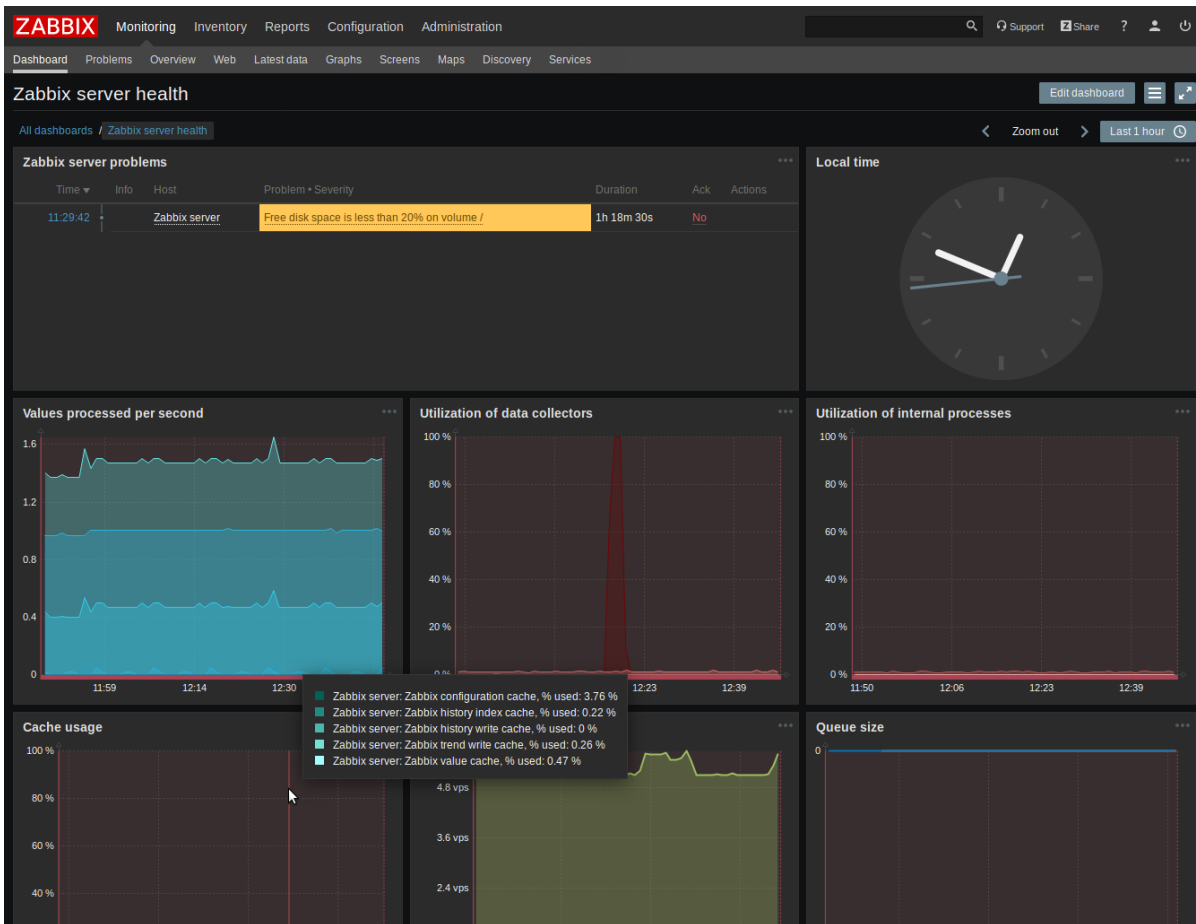 ZABBIX Monitoring Inventory Reports Configuration Administration Support Z Share ?
Dashboard Problems Overview Web Latest data Graphs Screens Maps Discovery Services
Zabbix server health Edit dashboard
All dashboards / Zabbix server health Zoom out Last 1 hour
Zabbix server problems
Time Info Host Problem • Severity Duration Ack Actions
11:29:42 Zabbix server Free disk space is less than 20% on volume / 1h 18m 30s No
Local time
Values processed per second
1.6
1.2
0.8
0.4
0
11:59 12:14 12:30
Utilization of data collectors
100 %
80 %
60 %
40 %
20 %
0 %
12:23 12:39
Utilization of internal processes
100 %
80 %
60 %
40 %
20 %
0 %
11:50 12:06 12:23 12:39
Zabbix server: Zabbix configuration cache, % used: 3.76 %
Zabbix server: Zabbix history index cache, % used: 0.22 %
Zabbix server: Zabbix history write cache, % used: 0 %
Zabbix server: Zabbix trend write cache, % used: 0.26 %
Zabbix server: Zabbix value cache, % used: 0.47 %
Cache usage
100 %
80 %
60 %
40 %
4.8 vps
3.6 vps
2.4 vps
Queue size
0